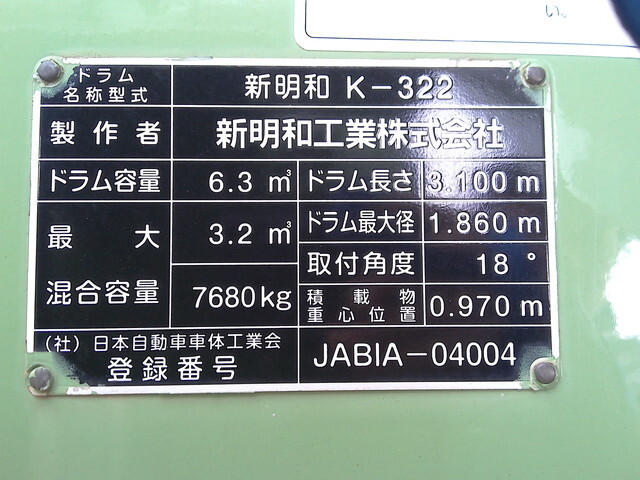 い。
ドラム
名称型式
新明和 K-322
製作者
新明和工業株式会社
ドラム容量
6.3 m³
ドラム長さ
3.100 m
最大
混合容量
3.2 m³
7680kg
ドラム最大径
1.860 m
取付角度
18 °
積載物
重心位置
0.970 m
(社) 日本自動車車体工業会
登録番号
JABIA-04004